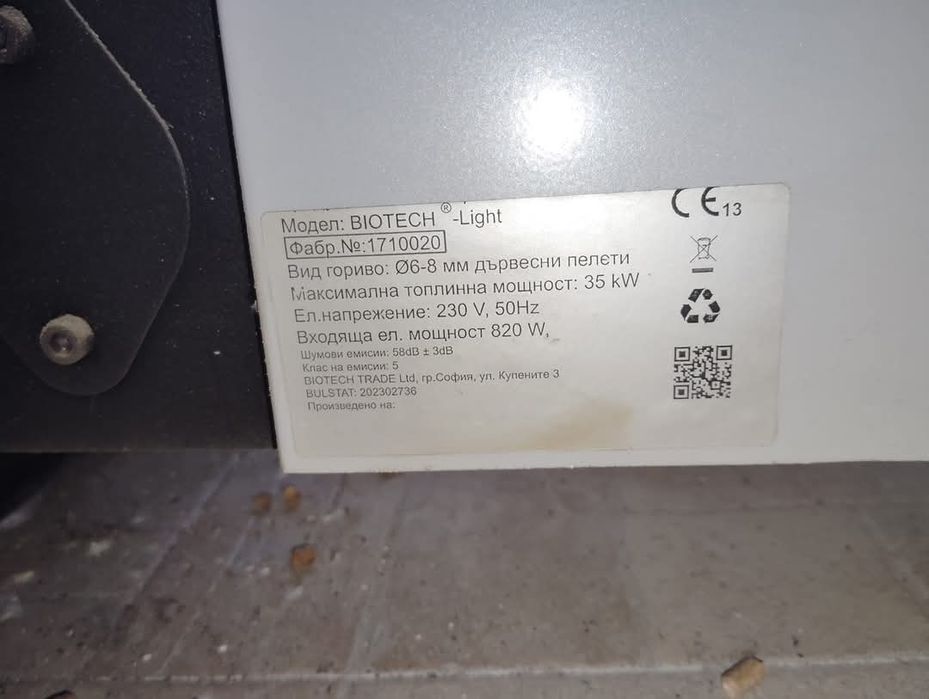 Модел: BIOTECH®-Light
Фабр.№:1710020
Вид гориво: Ø6-8 мм дървесни пелети
Максимална топлинна мощност: 35 kW
Ел.напрежение: 230 V, 50Hz
Входяща ел. мощност 820 W,
Шумови емисии: 58dB ± 3dB
Клас на емисии: 5
BIOTECH TRADE Ltd, гр.София, ул. Купените 3
BULSTAT: 202302736
Произведено на:
CE 13